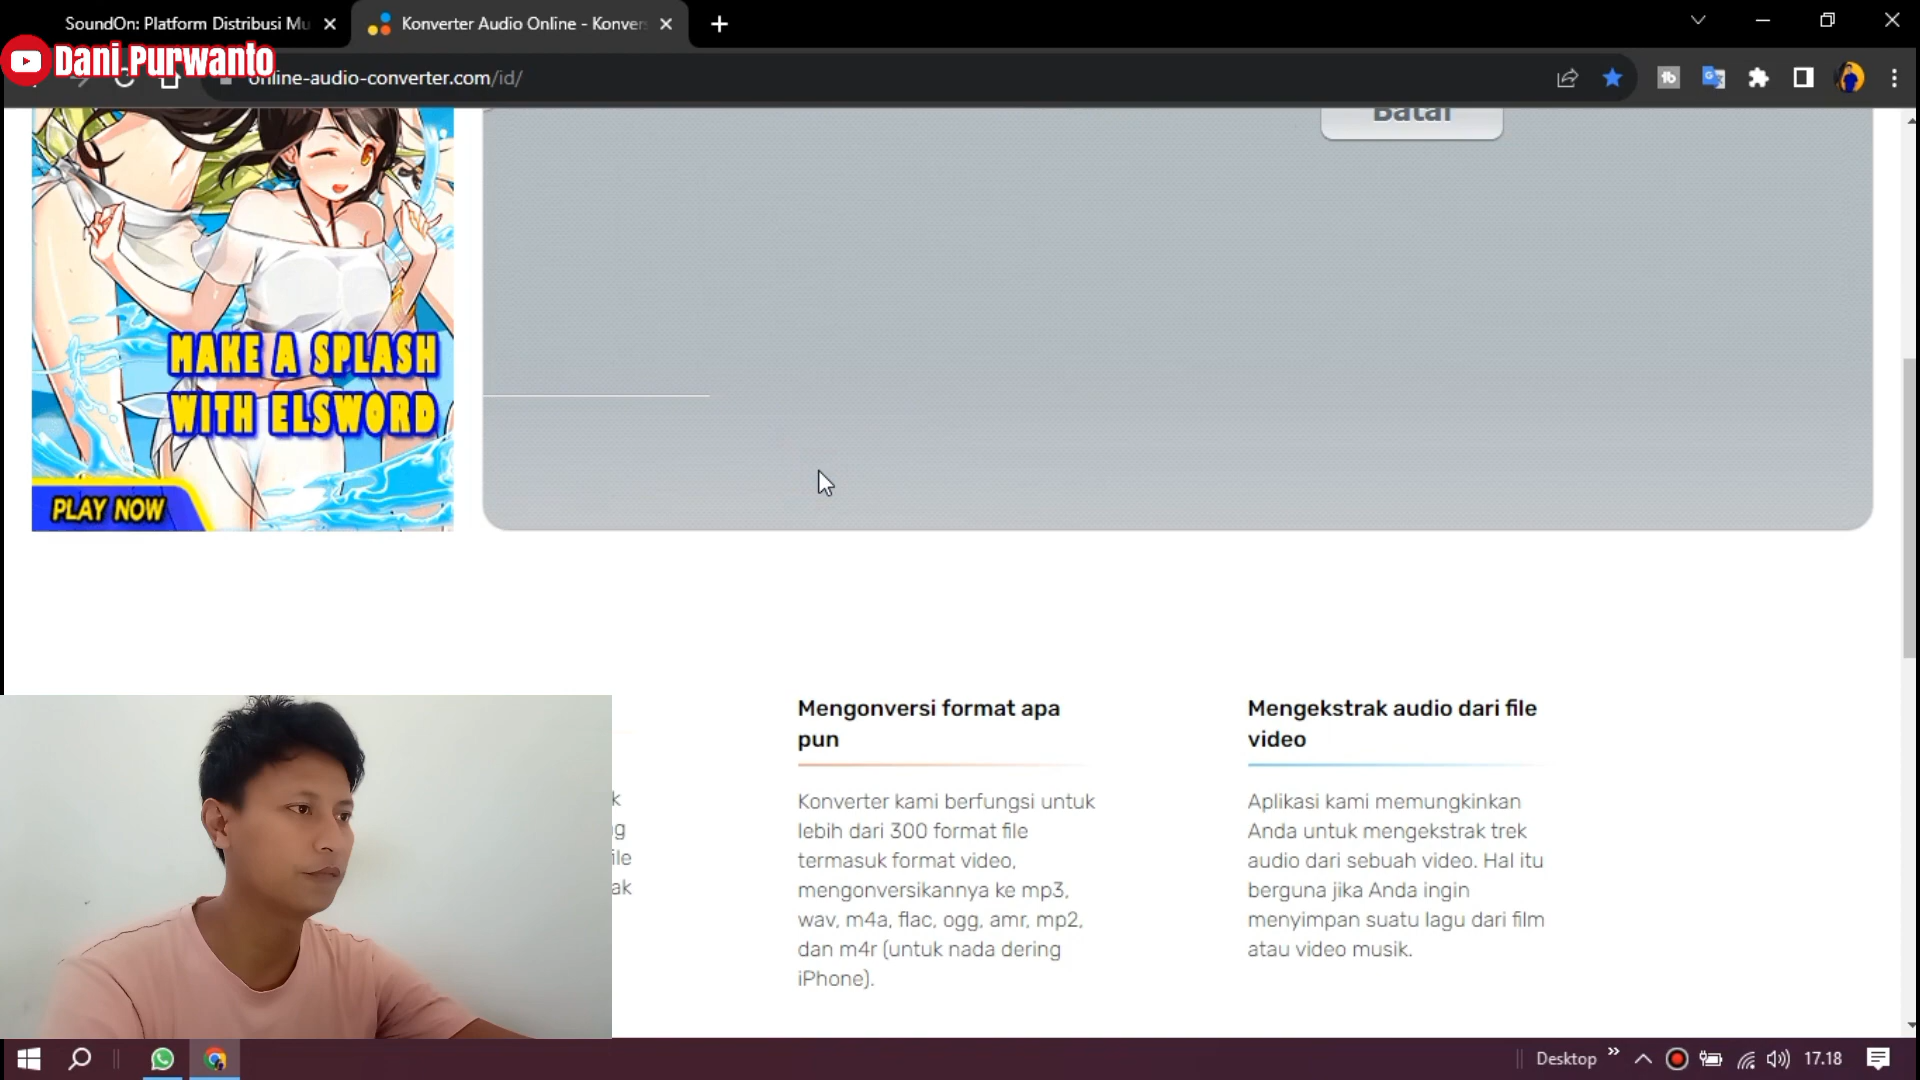 SoundOn: Platform Distribusi Mu
Konverter Audio Online - Konver
Dani Purwanto
online-audio-converter.com/id/
Batal
MAKE A SPLASH
WITH ELSWORD
PLAY NOW
Mengonversi format apa
pun
Konverter kami berfungsi untuk
lebih dari 300 format file
termasuk format video,
mengonversikannya ke mp3,
wav, m4a, flac, ogg, amr, mp2,
dan m4r (untuk nada dering
iPhone).
Mengekstrak audio dari file
video
Aplikasi kami memungkinkan
Anda untuk mengekstrak trek
audio dari sebuah video. Hal itu
berguna jika Anda ingin
menyimpan suatu lagu dari film
atau video musik.
k
g
ile
ak
Desktop
17.18